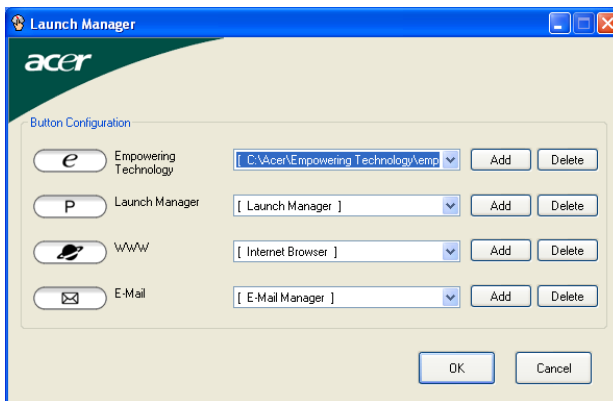 Launch Manager
acer
Button Configuration
e
Empowering
Technology
[ C:\Acer\Empowering Technology\emp
Add
Delete
P
Launch Manager
[ Launch Manager ]
Add
Delete
WWW
[ Internet Browser ]
Add
Delete
E-Mail
[ E-Mail Manager ]
Add
Delete
OK
Cancel